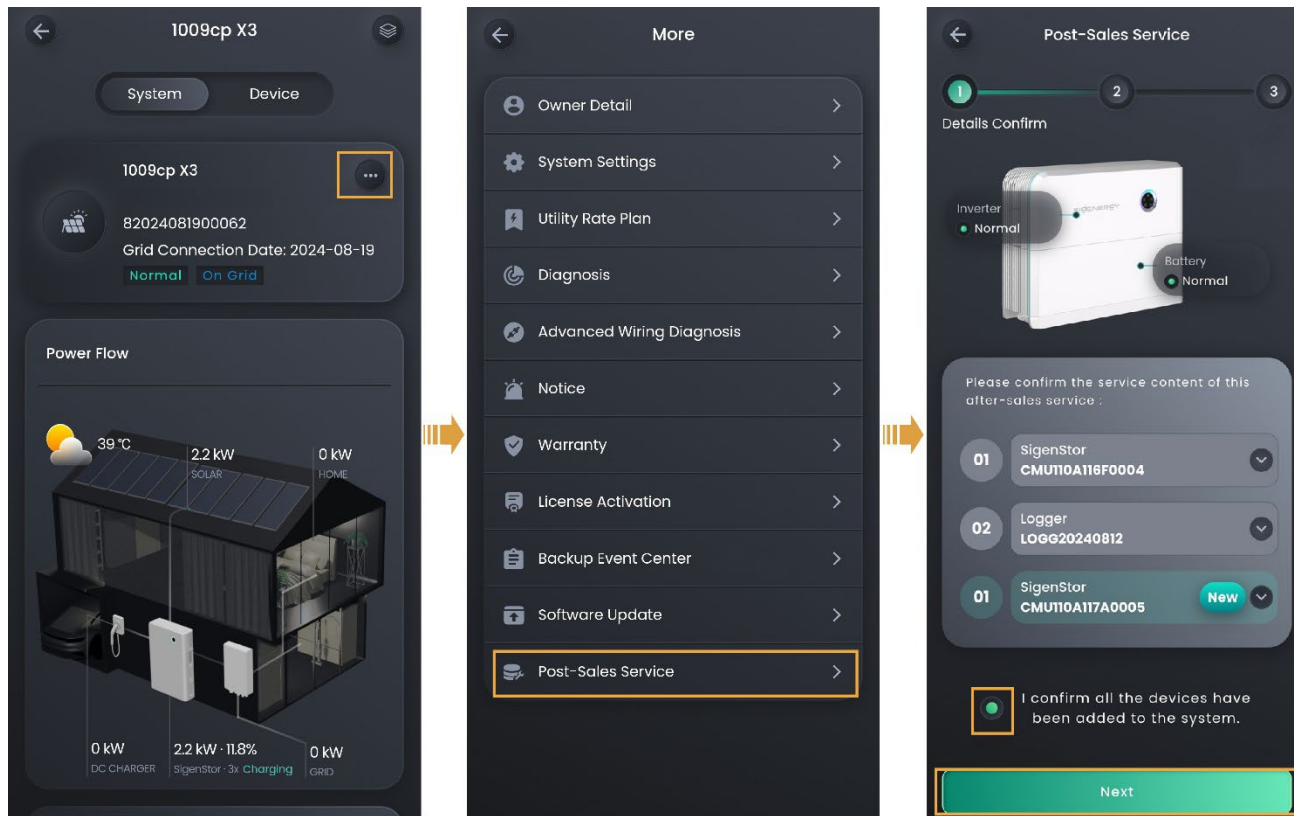 1009cp X3
System
Device
1009cp X3
82024081900062
Grid Connection Date: 2024-08-19
Normal
On Grid
Power Flow
39 °C
2.2 kW
SOLAR
0 kW
HOME
0 kW
DC CHARGER
2.2 kW · 11.8%
SigenStor · 3x Charging
0 kW
GRID
More
Owner Detail
System Settings
Utility Rate Plan
Diagnosis
Advanced Wiring Diagnosis
Notice
Warranty
License Activation
Backup Event Center
Software Update
Post-Sales Service
Post-Sales Service
1
2
3
Details Confirm
Inverter
Normal
SIGENERGY
Battery
Normal
Please confirm the service content of this
after-sales service :
01
SigenStor
CMU110A116F0004
02
Logger
LOGG20240812
01
SigenStor
CMU110A117A0005
New
I confirm all the devices have
been added to the system.
Next